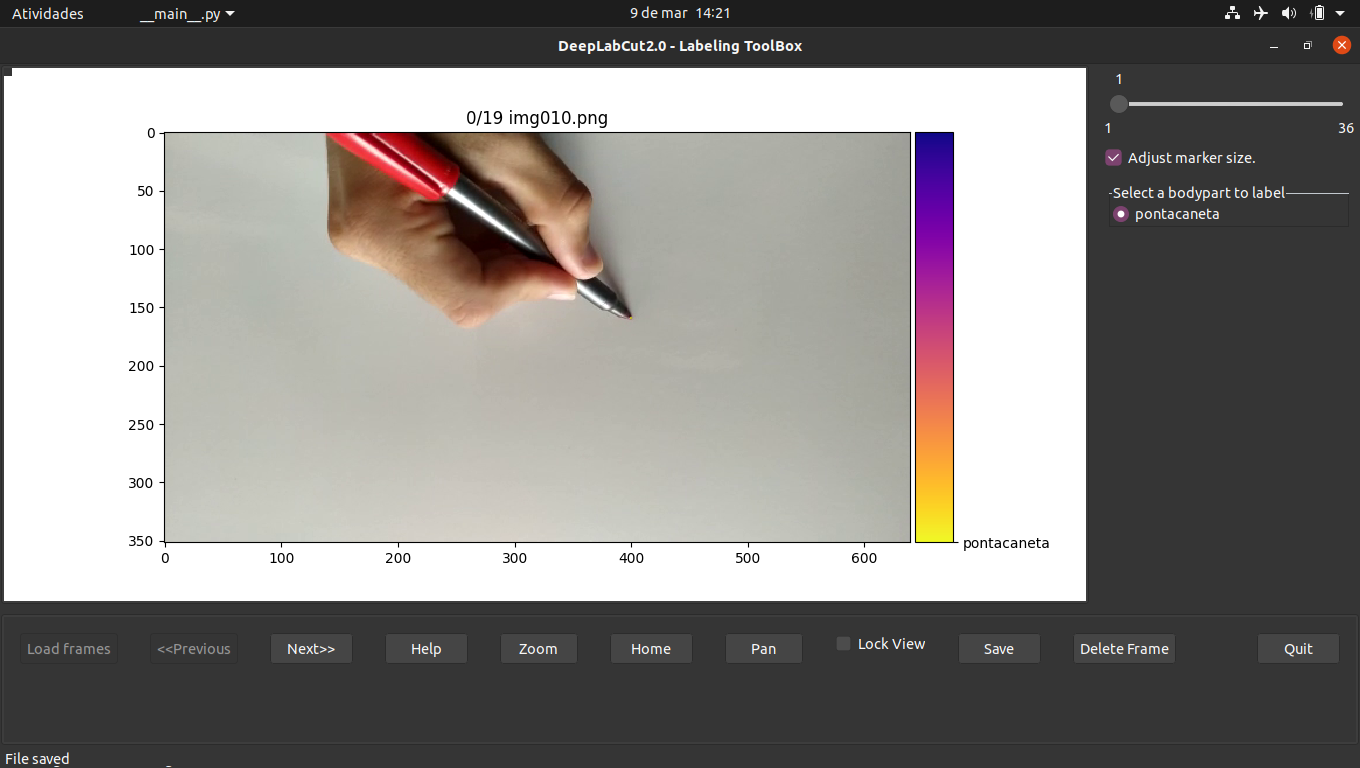 Atividades __main__.py 9 de mar 14:21
DeepLabCut2.0 - Labeling ToolBox
0/19 img010.png
0
50
100
150
200
250
300
350
0 100 200 300 400 500 600
pontacaneta
1
1 36
Adjust marker size.
Select a bodypart to label
pontacaneta
Load frames <<Previous Next>> Help Zoom Home Pan Lock View Save Delete Frame Quit
File saved